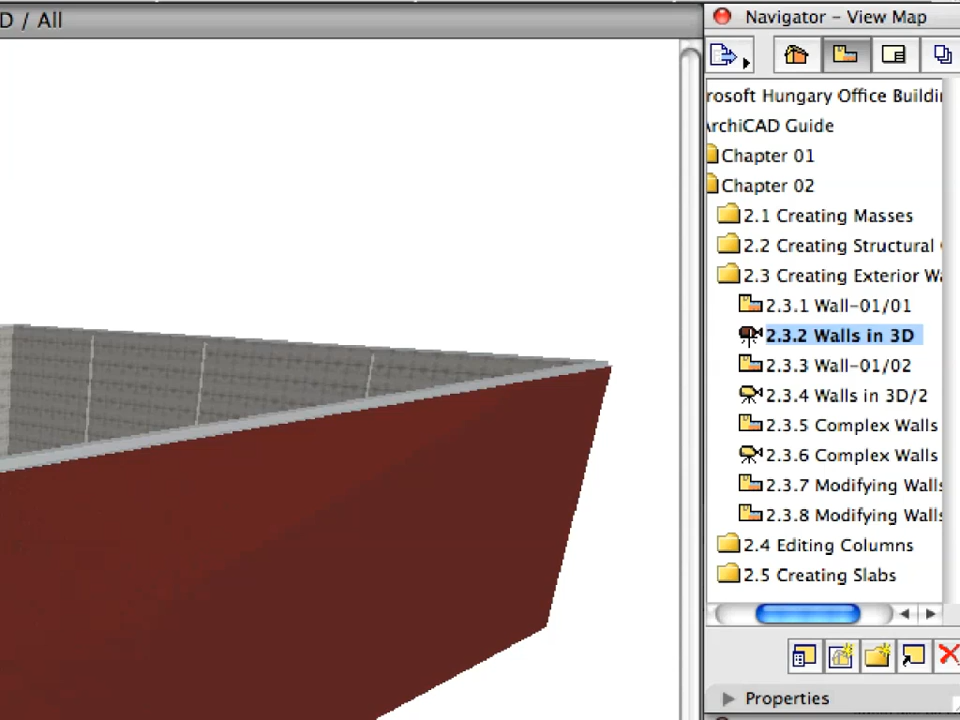 D / All
Navigator - View Map
rosoft Hungary Office Buildi
ArchiCAD Guide
Chapter 01
Chapter 02
2.1 Creating Masses
2.2 Creating Structural
2.3 Creating Exterior Wa
2.3.1 Wall-01/01
2.3.2 Walls in 3D
2.3.3 Wall-01/02
2.3.4 Walls in 3D/2
2.3.5 Complex Walls
2.3.6 Complex Walls
2.3.7 Modifying Walls
2.3.8 Modifying Walls
2.4 Editing Columns
2.5 Creating Slabs
Properties